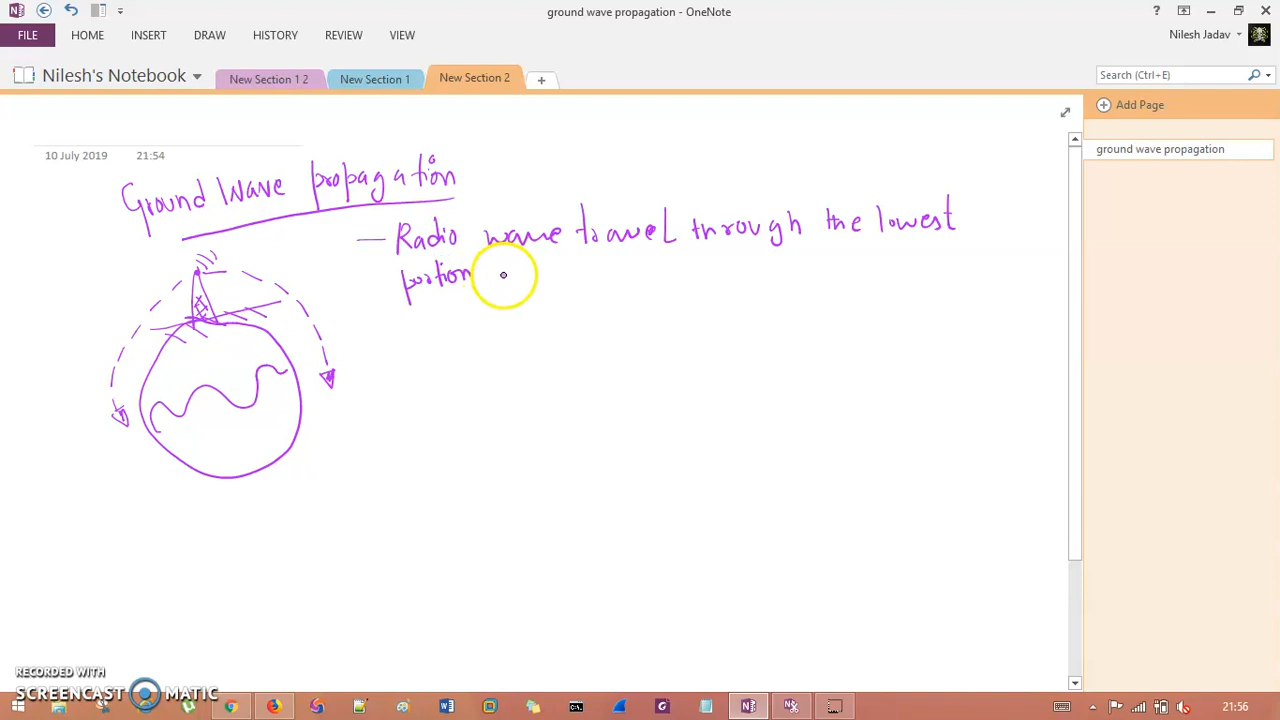 ground wave propagation - OneNote
FILE HOME INSERT DRAW HISTORY REVIEW VIEW
Nilesh Jadav
Nilesh's Notebook New Section 1 2 New Section 1 New Section 2
Search (Ctrl+E)
Add Page
ground wave propagation
10 July 2019 21:54
Ground Wave propagation
— Radio wave travel through the lowest
portion
RECORDED WITH
SCREENCAST MATIC
21:56